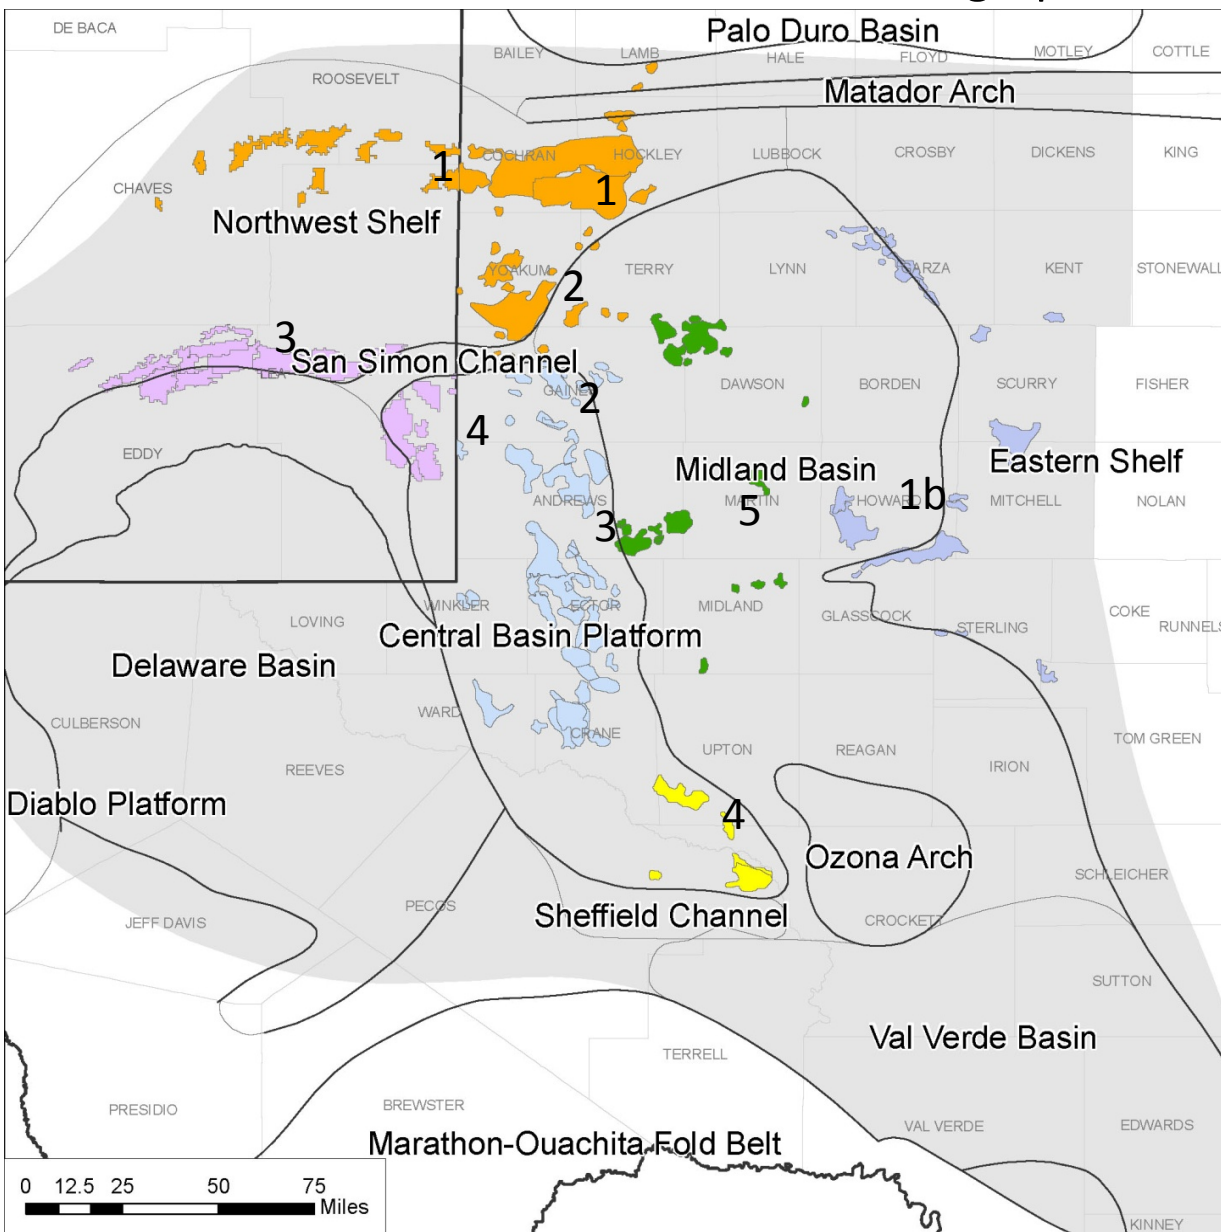 Palo Duro Basin
DE BACA
BAILEY
LAMB
HALE
FLOYD
MOTLEY
COTTLE
ROOSEVELT
Matador Arch
COCHRAN
HOCKLEY
LUBBOCK
CROSBY
DICKENS
KING
1
1
CHAVES
Northwest Shelf
YOAKUM
TERRY
LYNN
GARZA
KENT
STONEWALL
2
3
San Simon Channel
LEA
GAINES
2
DAWSON
BORDEN
SCURRY
FISHER
4
EDDY
Midland Basin
Eastern Shelf
ANDREWS
MARTIN
HOWARD
1b
MITCHELL
NOLAN
3
5
WINKLER
ECTOR
MIDLAND
GLASSCOCK
STERLING
COKE
RUNNELS
LOVING
Central Basin Platform
Delaware Basin
CULBERSON
WARD
CRANE
UPTON
REAGAN
IRION
TOM GREEN
REEVES
Diablo Platform
4
Ozona Arch
SCHLEICHER
JEFF DAVIS
PECOS
Sheffield Channel
CROCKETT
SUTTON
Val Verde Basin
TERRELL
PRESIDIO
BREWSTER
VAL VERDE
EDWARDS
Marathon-Ouachita Fold Belt
0 12.5 25 50 75
Miles
KINNEY